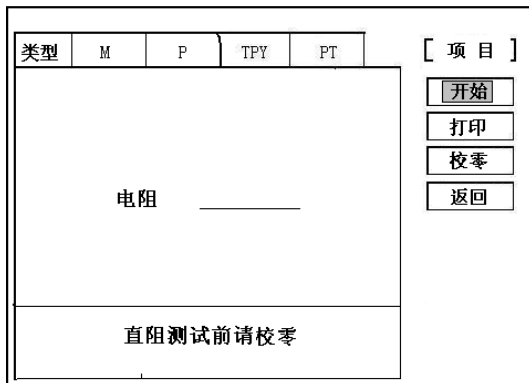 类型 M P TPY PT
[ 项 目 ]
开始
打印
校零
返回
电阻
直阻测试前请校零